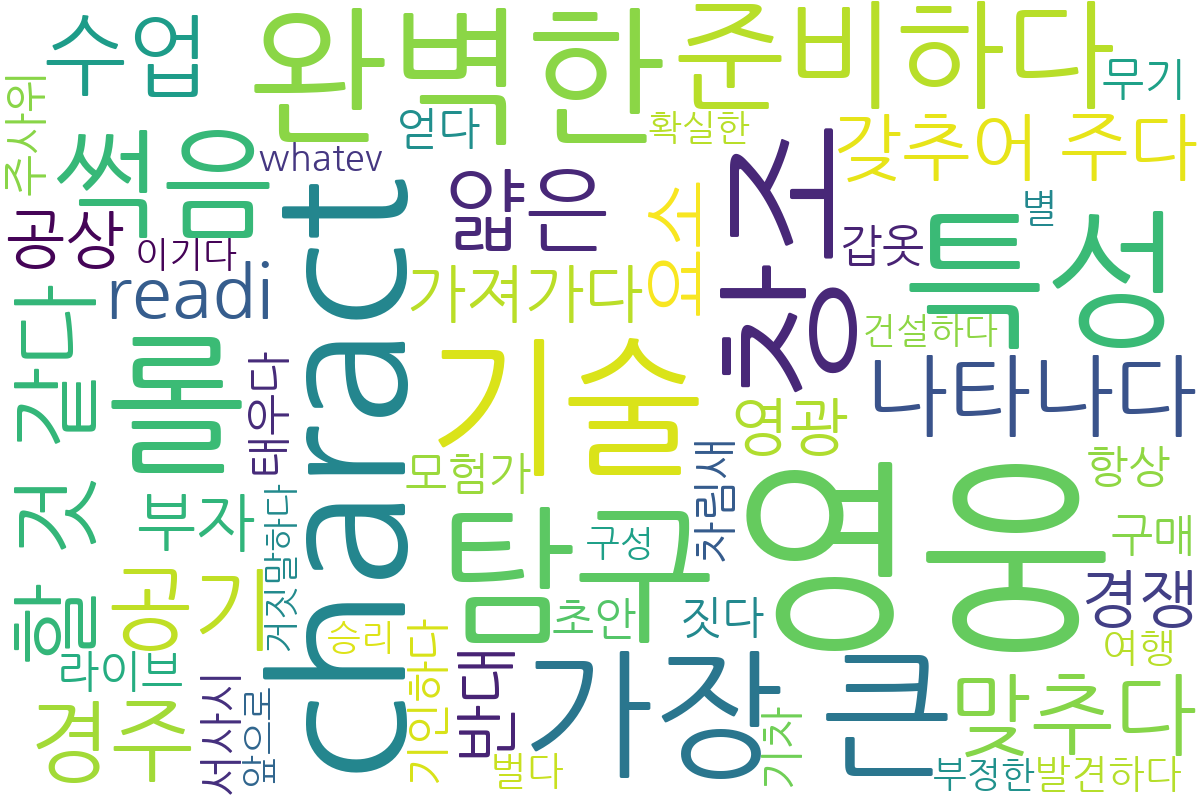 수업
완벽한
준비하다
무기
주사위
썩
음
얻다
확실한
갖추어 주다
whatev
얇은
요소
창조
별
공상
이기다
갑옷
특성
readi
charact
가져가다
건설하다
할 것 같다
롤
태우다
기술
영광
나타나다
모험가
차림새
항상
부자
거짓말하다
탐구
구성
영웅
구매
공기
초안
짓다
경쟁
라이브
승리
기인하다
반대
가장 큰
여행
경주
서사시
앞으로
벌다
기차
맞추다
부정한
발견하다